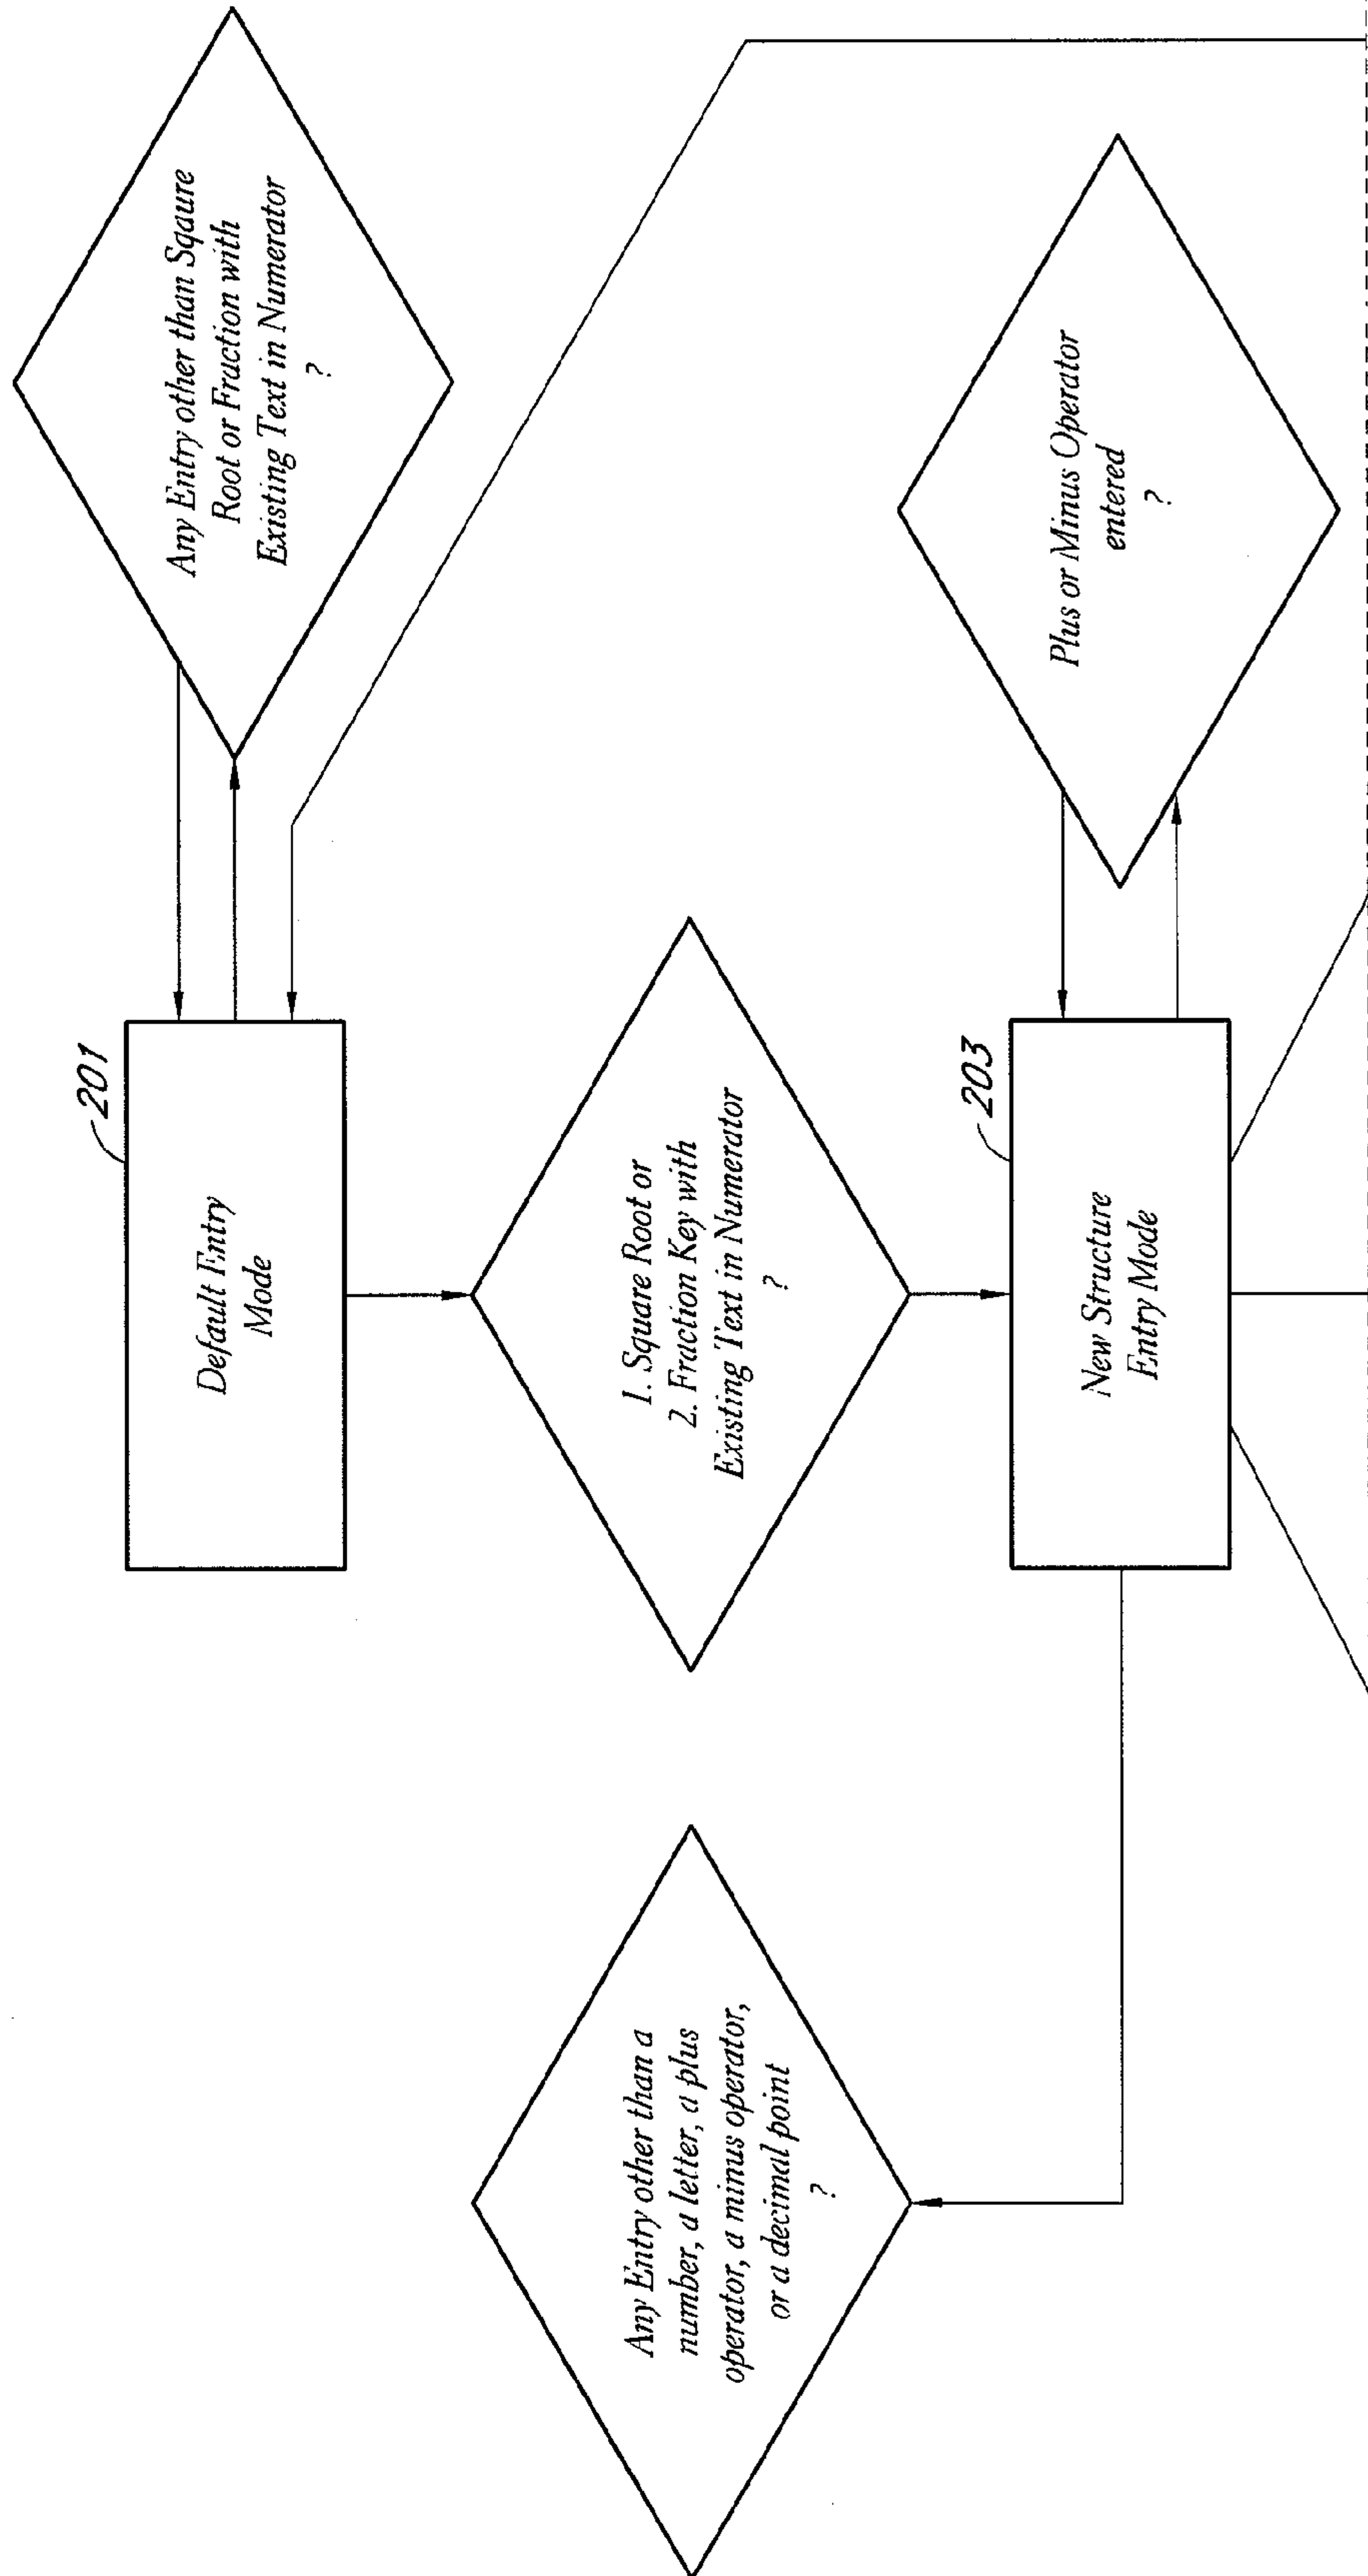 201
Default Entry
Mode
Any Entry other than Sqaure
Root or Fraction with
Existing Text in Numerator
?
1. Square Root or
2. Fraction Key with
Existing Text in Numerator
?
Any Entry other than a
number, a letter, a plus
operator, a minus operator,
or a decimal point
?
203
New Structure
Entry Mode
Plus or Minus Operator
entered
?